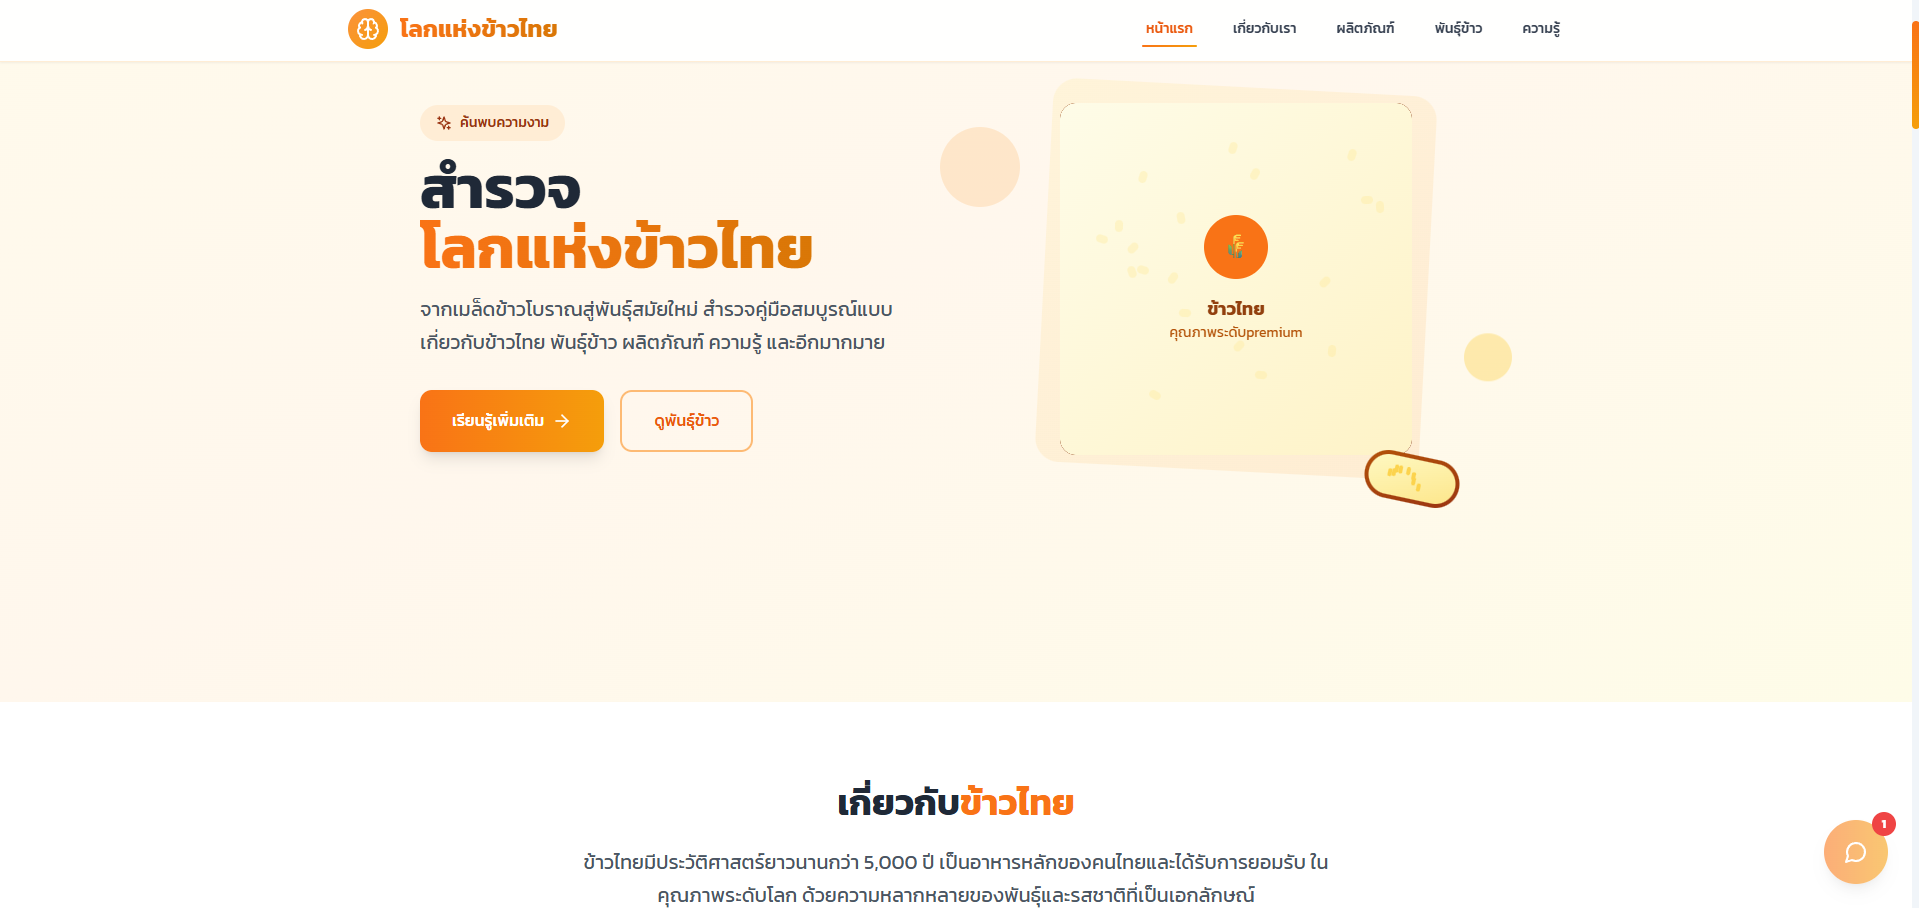 โลกแห่งข้าวไทย
หน้าแรก
เกี่ยวกับเรา
ผลิตภัณฑ์
พันธุ์ข้าว
ความรู้
ค้นพบความงาม
สำรวจ
โลกแห่งข้าวไทย
จากเมล็ดข้าวโบราณสู่พันธุ์สมัยใหม่ สำรวจคู่มือสมบูรณ์แบบ
เกี่ยวกับข้าวไทย พันธุ์ข้าว ผลิตภัณฑ์ ความรู้ และอีกมากมาย
เรียนรู้เพิ่มเติม
ดูพันธุ์ข้าว
ข้าวไทย
คุณภาพระดับpremium
เกี่ยวกับข้าวไทย
ข้าวไทยมีประวัติศาสตร์ยาวนานกว่า 5,000 ปี เป็นอาหารหลักของคนไทยและได้รับการยอมรับ ใน
คุณภาพระดับโลก ด้วยความหลากหลายของพันธุ์และรสชาติที่เป็นเอกลักษณ์
1